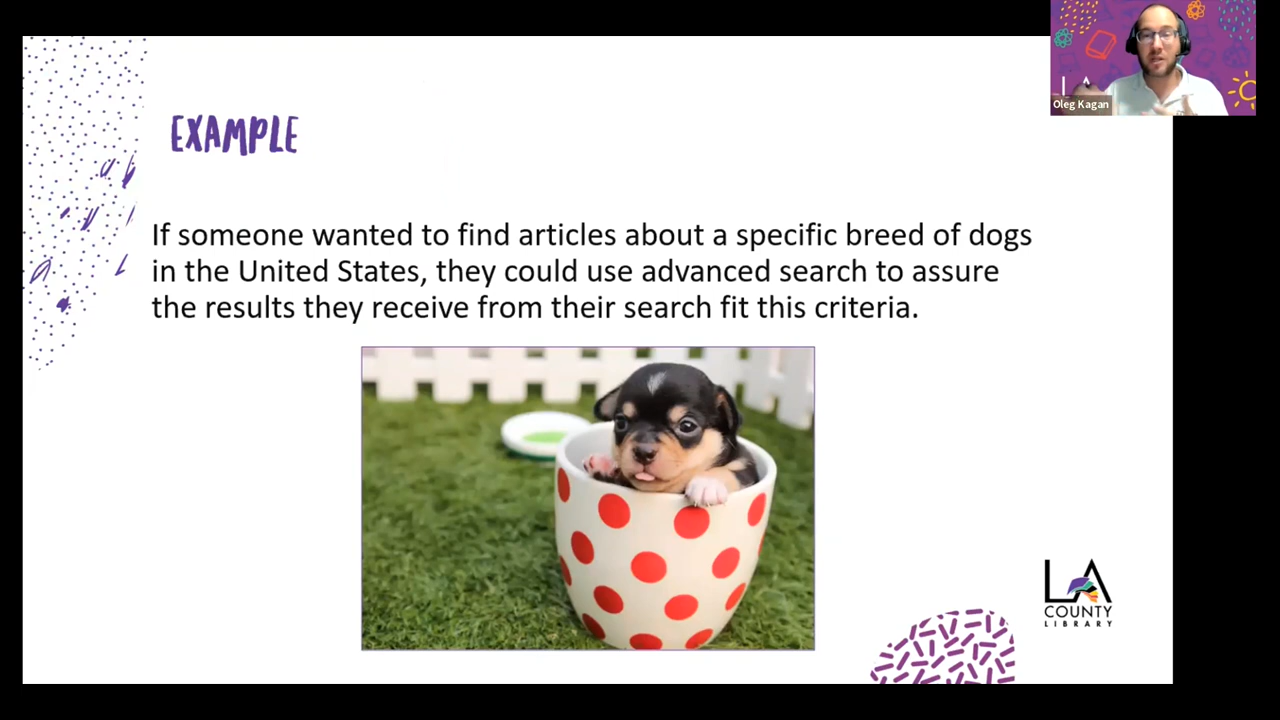 Oleg Kagan
EXAMPLE
If someone wanted to find articles about a specific breed of dogs
in the United States, they could use advanced search to assure
the results they receive from their search fit this criteria.
LA
COUNTY
LIBRARY